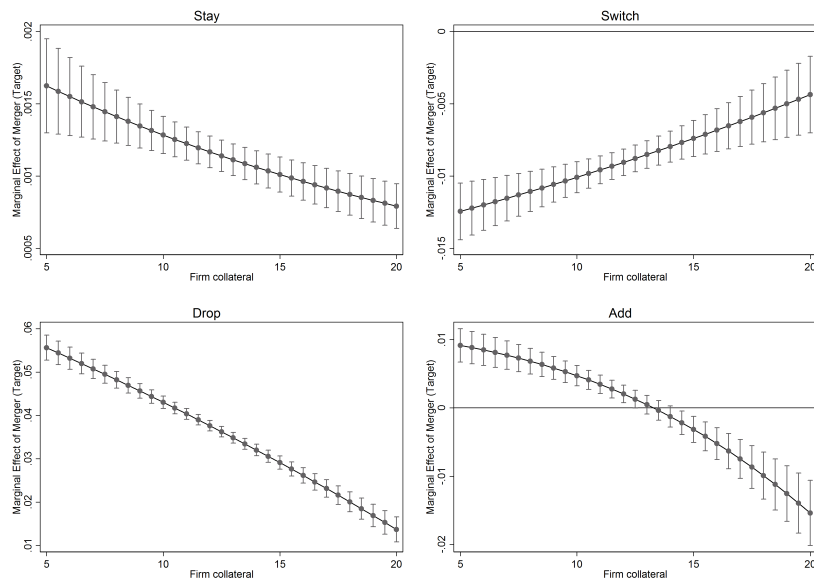 Stay
Marginal Effect of Merger (Target)
.002
.0015
.001
.0005
5 10 15 20
Firm collateral
Switch
Marginal Effect of Merger (Target)
0
-.005
-.01
-.015
5 10 15 20
Firm collateral
Drop
Marginal Effect of Merger (Target)
.06
.05
.04
.03
.02
.01
5 10 15 20
Firm collateral
Add
Marginal Effect of Merger (Target)
.01
0
-.01
-.02
5 10 15 20
Firm collateral